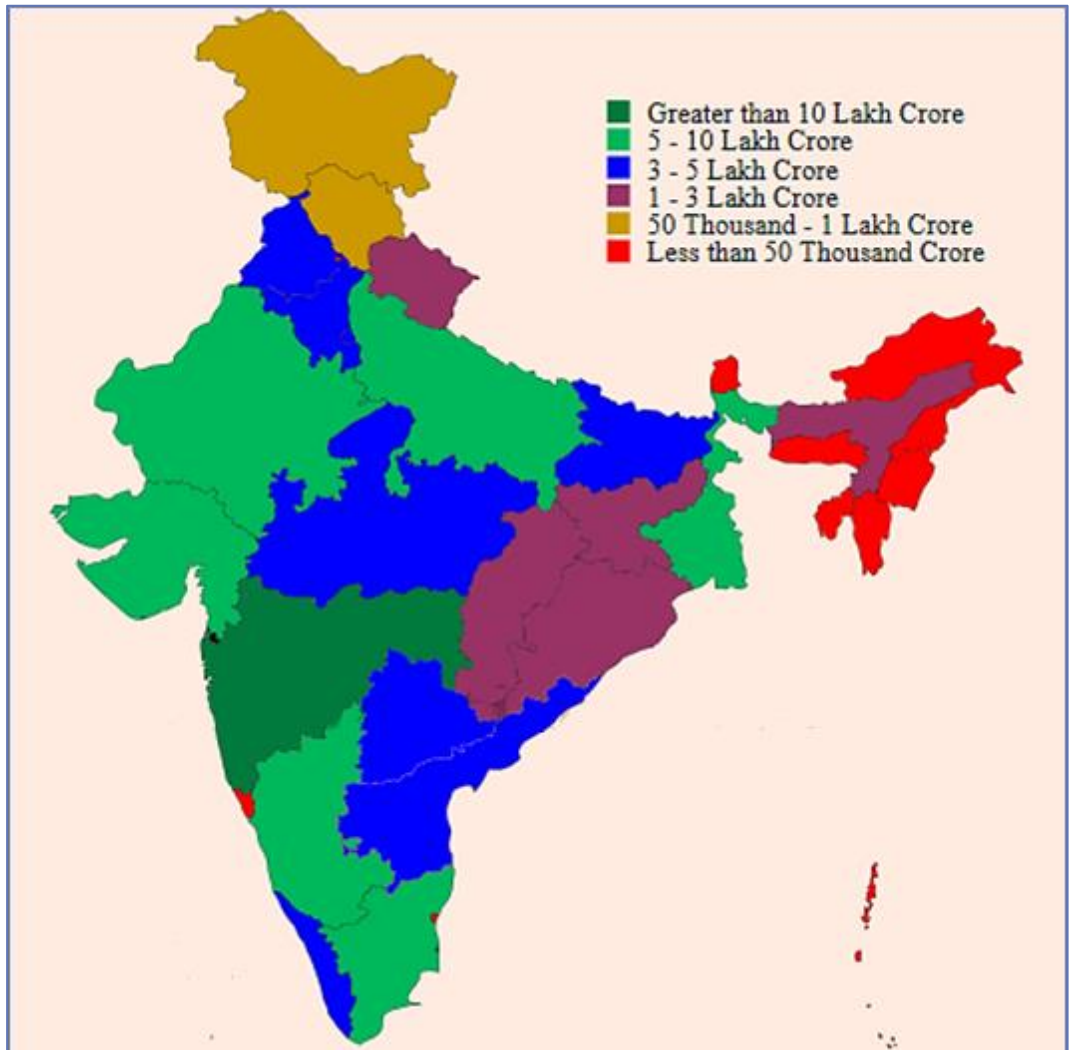 Greater than 10 Lakh Crore
5 - 10 Lakh Crore
3 - 5 Lakh Crore
1 - 3 Lakh Crore
50 Thousand - 1 Lakh Crore
Less than 50 Thousand Crore